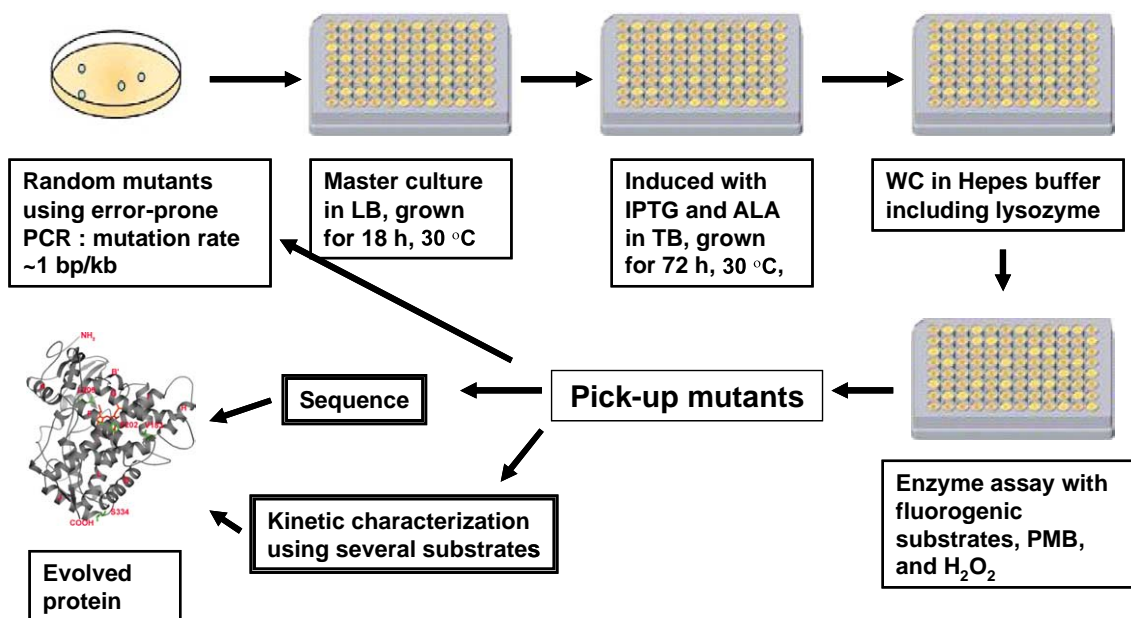 Random mutants
using error-prone
PCR : mutation rate
~1 bp/kb
Master culture
in LB, grown
for 18 h, 30 °C
Induced with
IPTG and ALA
in TB, grown
for 72 h, 30 °C,
WC in Hepes buffer
including lysozyme
Enzyme assay with
fluorogenic
substrates, PMB,
and H₂O₂
Pick-up mutants
Sequence
Kinetic characterization
using several substrates
NH₂
B'
S334
COOH
Evolved
protein